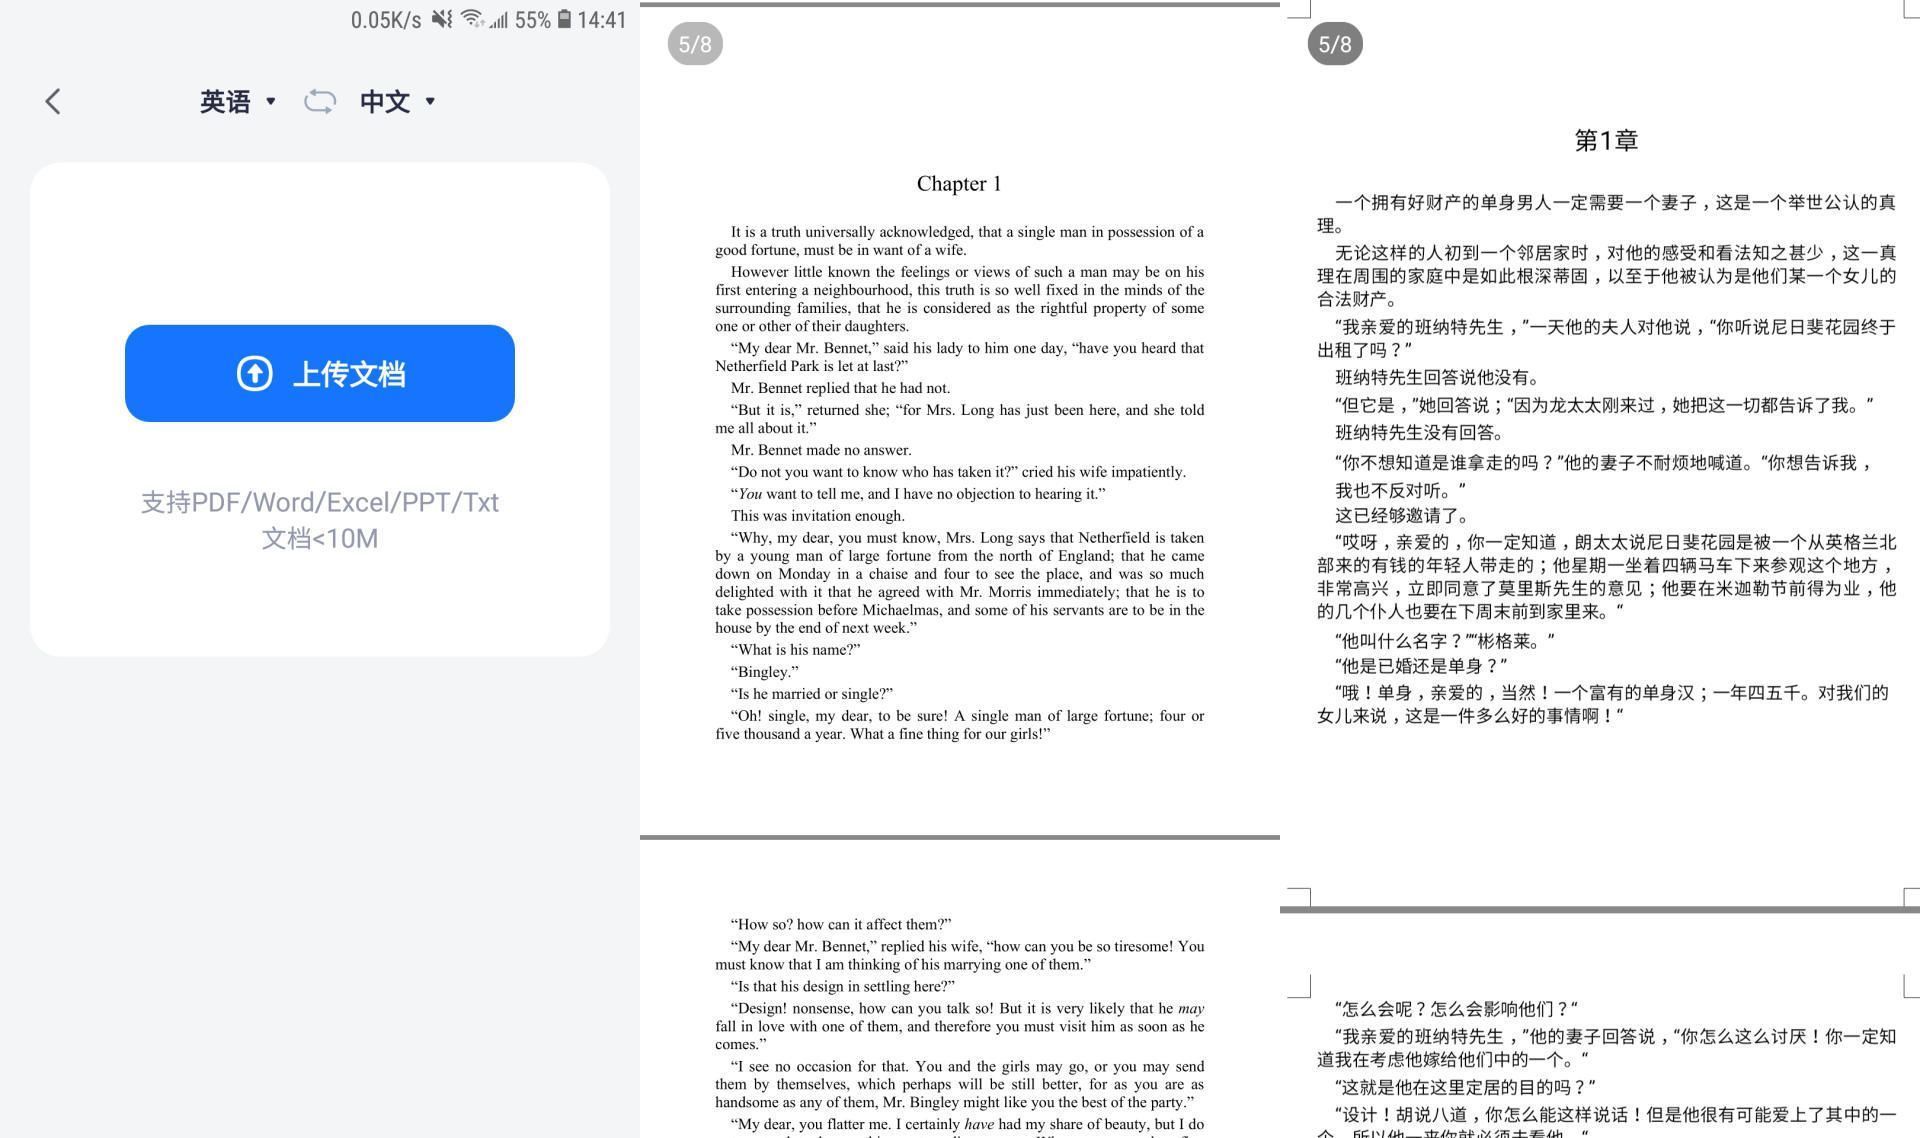 0.05K/s 55% 14:41
英语 ▼ 中文 ▼
上传文档
支持PDF/Word/Excel/PPT/Txt
文档<10M
5/8
Chapter 1
It is a truth universally acknowledged, that a single man in possession of a
good fortune, must be in want of a wife.
However little known the feelings or views of such a man may be on his
first entering a neighbourhood, this truth is so well fixed in the minds of the
surrounding families, that he is considered as the rightful property of some
one or other of their daughters.
“My dear Mr. Bennet,” said his lady to him one day, “have you heard that
Netherfield Park is let at last?”
Mr. Bennet replied that he had not.
“But it is,” returned she; “for Mrs. Long has just been here, and she told
me all about it.”
Mr. Bennet made no answer.
“Do not you want to know who has taken it?” cried his wife impatiently.
“You want to tell me, and I have no objection to hearing it.”
This was invitation enough.
“Why, my dear, you must know, Mrs. Long says that Netherfield is taken
by a young man of large fortune from the north of England; that he came
down on Monday in a chaise and four to see the place, and was so much
delighted with it that he agreed with Mr. Morris immediately; that he is to
take possession before Michaelmas, and some of his servants are to be in the
house by the end of next week.”
“What is his name?”
“Bingley.”
“Is he married or single?”
“Oh! single, my dear, to be sure! A single man of large fortune; four or
five thousand a year. What a fine thing for our girls!”
“How so? how can it affect them?”
“My dear Mr. Bennet,” replied his wife, “how can you be so tiresome! You
must know that I am thinking of his marrying one of them.”
“Is that his design in settling here?”
“Design! nonsense, how can you talk so! But it is very likely that he may
fall in love with one of them, and therefore you must visit him as soon as he
comes.”
“I see no occasion for that. You and the girls may go, or you may send
them by themselves, which perhaps will be still better, for as you are as
handsome as any of them, Mr. Bingley might like you the best of the party.”
“My dear, you flatter me. I certainly have had my share of beauty, but I do
5/8
第1章
一个拥有好财产的单身男人一定需要一个妻子，这是一个举世公认的真
理。
无论这样的人初到一个邻居家时，对他的感受和看法知之甚少，这一真
理在周围的家庭中是如此根深蒂固，以至于他被认为是他们某一个女儿的
合法财产。
“我亲爱的班纳特先生，”一天他的夫人对他说，“你听说尼日斐花园终于
出租了吗？”
班纳特先生回答说他没有。
“但它是，”她回答说；“因为龙太太刚来过，她把这一切都告诉了我。”
班纳特先生没有回答。
“你不想知道是谁拿走的吗？”他的妻子不耐烦地喊道。“你想告诉我，
我也不反对听。”
这已经够邀请了。
“哎呀，亲爱的，你一定知道，朗太太说尼日斐花园是被一个从英格兰北
部来的有钱的年轻人带走的；他星期一坐着四辆马车下来参观这个地方，
非常高兴，立即同意了莫里斯先生的意见；他要在米迦勒节前得为业，他
的几个仆人也要在下周末前到家里来。“
“他叫什么名字？”“彬格莱。”
“他是已婚还是单身？”
“哦！单身，亲爱的，当然！一个富有的单身汉；一年四五千。对我们的
女儿来说，这是一件多么好的事情啊！“
“怎么会呢？怎么会影响他们？“
“我亲爱的班纳特先生，”他的妻子回答说，“你怎么这么讨厌！你一定知
道我在考虑他嫁给他们中的一个。“
“这就是他在这里定居的目的吗？”
“设计！胡说八道，你怎么能这样说话！但是他很有可能爱上了其中的一
个，所以他一来你就必须去看他。“